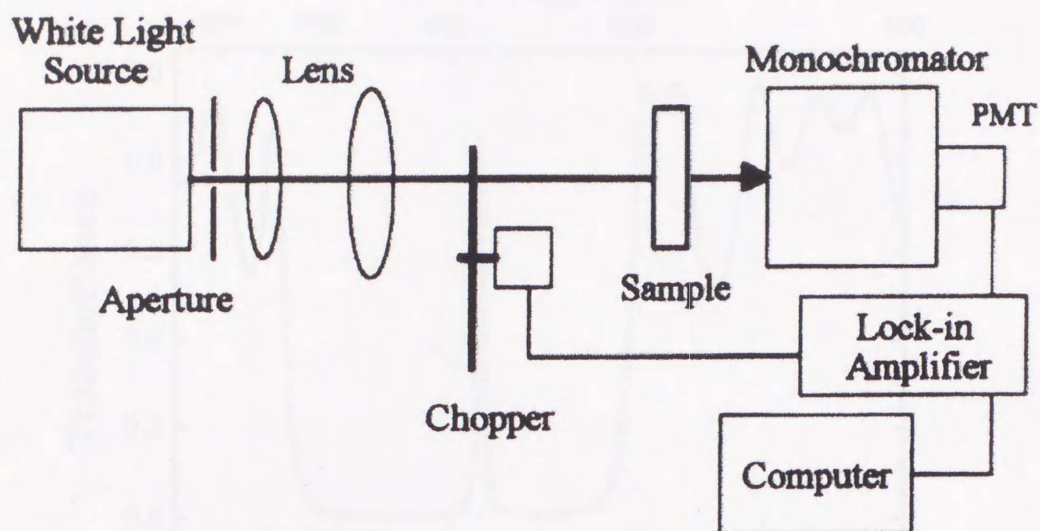 White Light
Source
Lens
Aperture
Chopper
Sample
Monochromator
PMT
Lock-in
Amplifier
Computer